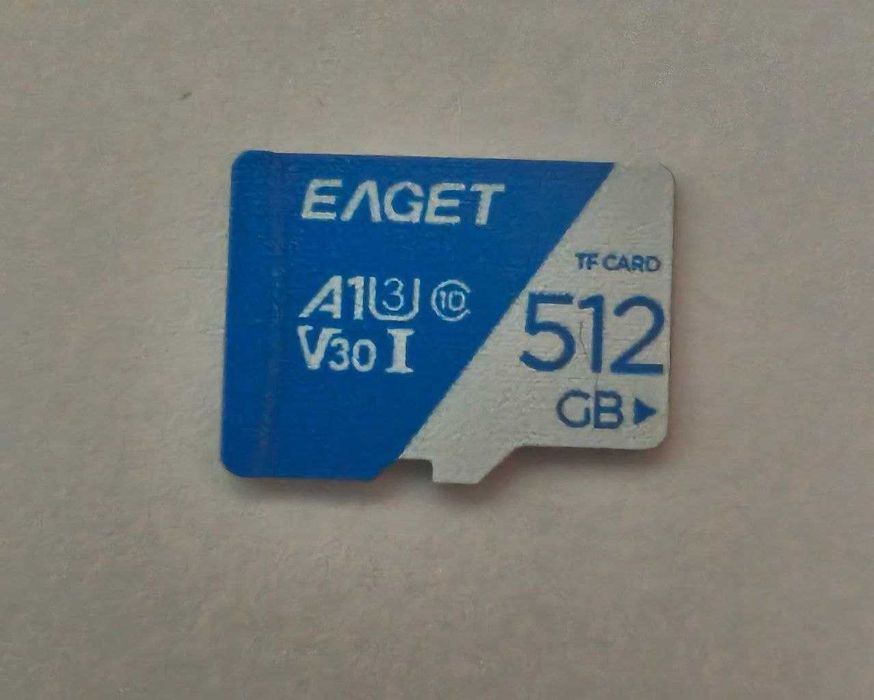 EAGET
TF CARD
A1 U3 10
V30 I
512
GB